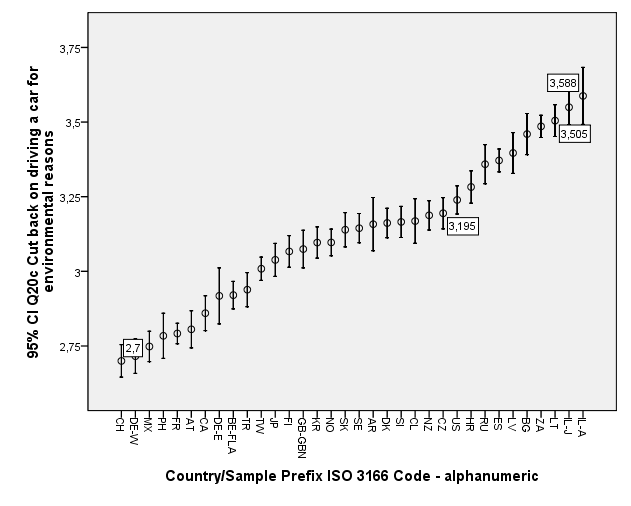 95% CI Q20c Cut back on driving a car for
environmental reasons
3,75
3,5
3,25
3
2,75
3,588
3,505
3,195
2,7
CH
DE-W
MX
PH
FR
AT
CA
DE-E
BE-FLA
TR
TW
JP
FI
GB-GBN
KR
NO
SK
SE
AR
DK
SI
CL
NZ
CZ
US
HR
RU
ES
LV
BG
ZA
LT
IL-J
IL-A
Country/Sample Prefix ISO 3166 Code - alphanumeric